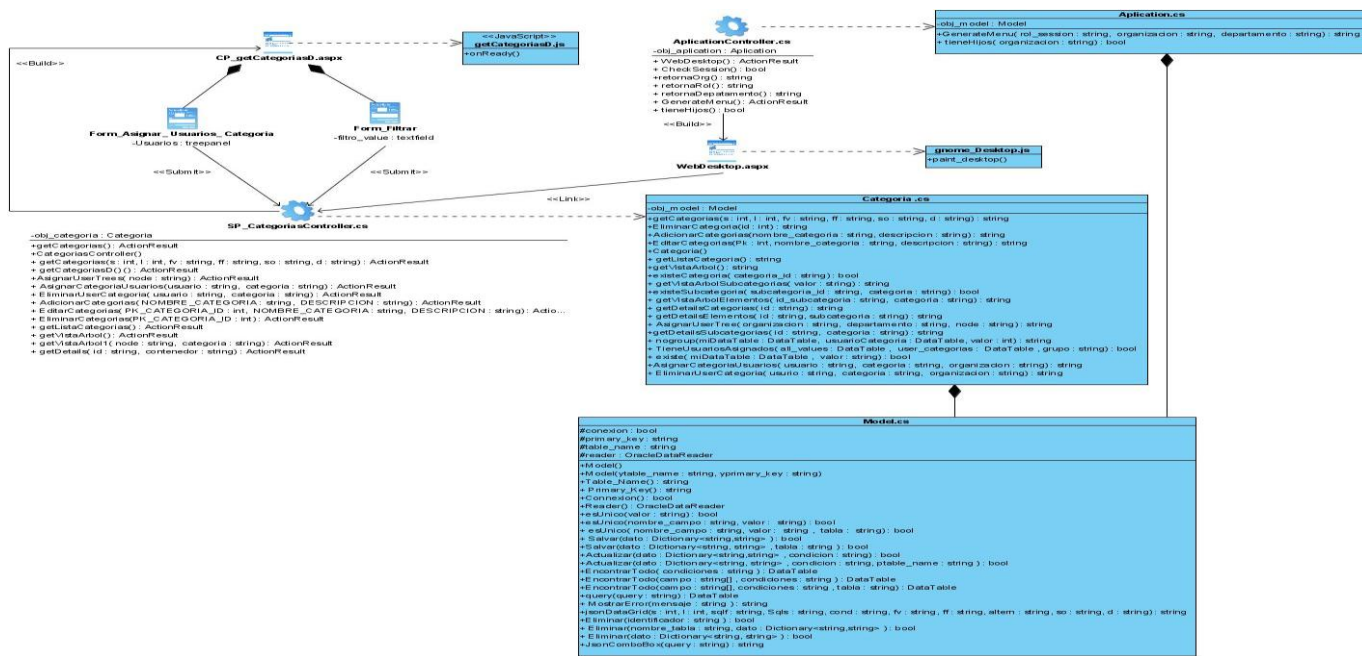 <<JavaScript>>
getCategoriasD.js
+onReady()
<<Build>>
CP_getCategoriasD.aspx
Form_Asignar_ Usuarios_ Categoria
-Usuarios : treepanel
Form_Filtrar
-filtro_value : textfield
<<Submit>>
<<Submit>>
AplicationController.cs
-obj_aplication : Aplication
+ WebDesktop() : ActionResult
+ CheckSession() : bool
+retornaOrg() : string
+ retornaRol() : string
+ retornaDepatamento() : string
+ GenerateMenu() : ActionResult
+ tieneHijos() : bool
<<Build>>
WebDesktop.aspx
Aplication.cs
-obj_model : Model
+GenerateMenu( rol_session : string, organizacion : string, departamento : string) : string
+ tieneHijos( organizacion : string) : bool
gnome_Desktop.js
+paint_desktop()
<<Link>>
SP_CategoriasController.cs
-obj_categoria : Categoria
+getCategorias() : ActionResult
+CategoriasController()
+ getCategorias(s : int, l : int, fv : string, ff : string, so : string, d : string) : ActionResult
+ getCategoriasD()() : ActionResult
+AsignarUserTrees( node : string) : ActionResult
+ AsignarCategoriaUsuarios(usuario : string, categoria : string) : ActionResult
+ EliminarUserCategoria( usuario : string, categoria : string) : ActionResult
+ AdicionarCategorias( NOMBRE_CATEGORIA : string, DESCRIPCION : string) : ActionResult
+ EditarCategorias( PK_CATEGORIA_ID : int, NOMBRE_CATEGORIA : string, DESCRIPCION : string) : Actio...
+ EliminarCategorias(PK_CATEGORIA_ID : int) : ActionResult
+ getListaCategorias() : ActionResult
+ getVistaArbol() : ActionResult
+ getVistaArbol1( node : string, categoria : string) : ActionResult
+ getDetails( id : string, contenedor : string) : ActionResult
Categoria .cs
-obj_model : Model
+getCategorias(s : int, l : int, fv : string, ff : string, so : string, d : string) : string
+EliminarCategoria(id : int) : string
+AdicionarCategorias(nombre_categoria : string, descripcion : string) : string
+EditarCategorias(Pk : int, nombre_categoria : string, descripcion : string) : string
+Categoria()
+ getListaCategoria() : string
+getVistaArbol() : string
+existeCategoria( categoria_id : string) : bool
+ getVistaArbolSubcategorias( valor : string) : string
+existeSubcategoria( subcategoria_id : string, categoria : string) : bool
+ getVistaArbolElementos( id_subcategoria : string, categoria : string) : string
+ getDetailsCategorias(id : string) : string
+ getDetailsElementos( id : string, subcategoria : string) : string
+ AsignarUserTree( organizacion : string, departamento : string, node : string) : string
+getDetailsSubcategorias( id : string, categoria : string) : string
+ nogroup(miDataTable : DataTable, usuarioCategoria : DataTable, valor : int) : string
+ TieneUsuariosAsignados( all_values : DataTable , user_categorias : DataTable , grupo : string) : bool
+ existe( miDataTable : DataTable , valor : string) : bool
+AsignarCategoriaUsuarios( usuario : string, categoria : string, organizacion : string) : string
+ EliminarUserCategoria( usurio : string, categoria : string, organizacion : string) : string
Model.cs
#conexion : bool
#primary_key : string
#table_name : string
#reader : OracleDataReader
+Model()
+Model(ytable_name : string, yprimary_key : string)
+Table_Name() : string
+ Primary_Key() : string
+Connexion() : bool
+Reader() : OracleDataReader
+esUnico(valor : string) : bool
+esUnico(nombre_campo : string, valor : string) : bool
+ esUnico( nombre_campo : string, valor : string , tabla : string) : bool
+ Salvar(dato : Dictionary<string,string> ) : bool
+Salvar(dato : Dictionary<string, string> , tabla : string ) : bool
+Actualizar(dato : Dictionary<string,string> , condicion : string) : bool
+Actualizar(dato : Dictionary<string, string> , condicion : string, ptable_name : string ) : bool
+EncontrarTodo( condiciones : string ) : DataTable
+EncontrarTodo(campo : string[] , condiciones : string ) : DataTable
+EncontrarTodo(campo : string[], condiciones : string , tabla : string) : DataTable
+query(query : string) : DataTable
+ MostrarError(mensaje : string ) : string
+jsonDataGrid(s : int, l : int, sqlf : string, Sqls : string, cond : string, fv : string, ff : string, altern : string, so : string, d : string) : string
+Eliminar(identificador : string ) : bool
+ Eliminar(nombre_tabla : string, dato : Dictionary<string,string> ) : bool
+ Eliminar(dato : Dictionary<string, string> ) : bool
+JsonComboBox(query : string) : string